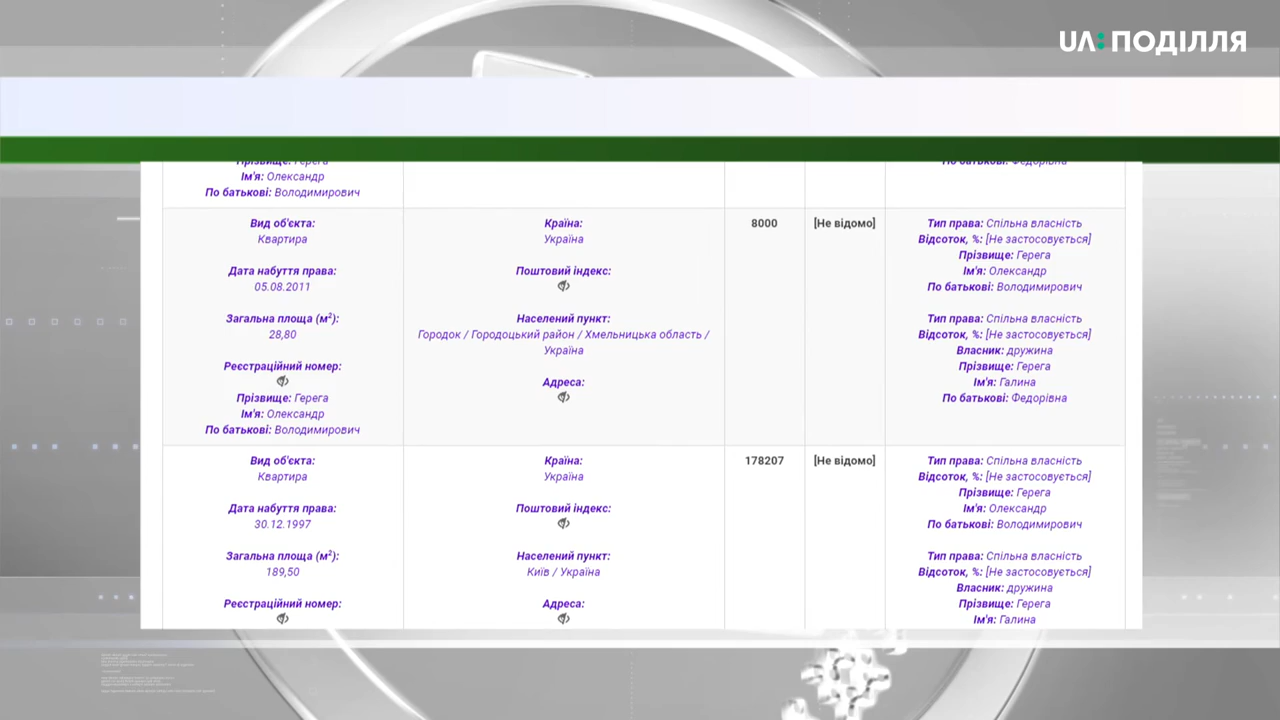 UA: ПОДІЛЛЯ
Прізвище: Герега
Ім'я: Олександр
По батькові: Володимирович
По батькові: Федорівна
Вид об'єкта:
Квартира
Дата набуття права:
05.08.2011
Загальна площа (м²):
28,80
Реєстраційний номер:
Прізвище: Герега
Ім'я: Олександр
По батькові: Володимирович
Країна:
Україна
Поштовий індекс:
Населений пункт:
Городок / Городоцький район / Хмельницька область /
Україна
Адреса:
8000
[Не відомо]
Тип права: Спільна власність
Відсоток, %: [Не застосовується]
Прізвище: Герега
Ім'я: Олександр
По батькові: Володимирович
Тип права: Спільна власність
Відсоток, %: [Не застосовується]
Власник: дружина
Прізвище: Герега
Ім'я: Галина
По батькові: Федорівна
Вид об'єкта:
Квартира
Дата набуття права:
30.12.1997
Загальна площа (м²):
189,50
Реєстраційний номер:
Країна:
Україна
Поштовий індекс:
Населений пункт:
Київ / Україна
Адреса:
178207
[Не відомо]
Тип права: Спільна власність
Відсоток, %: [Не застосовується]
Прізвище: Герега
Ім'я: Олександр
По батькові: Володимирович
Тип права: Спільна власність
Відсоток, %: [Не застосовується]
Власник: дружина
Прізвище: Герега
Ім'я: Галина